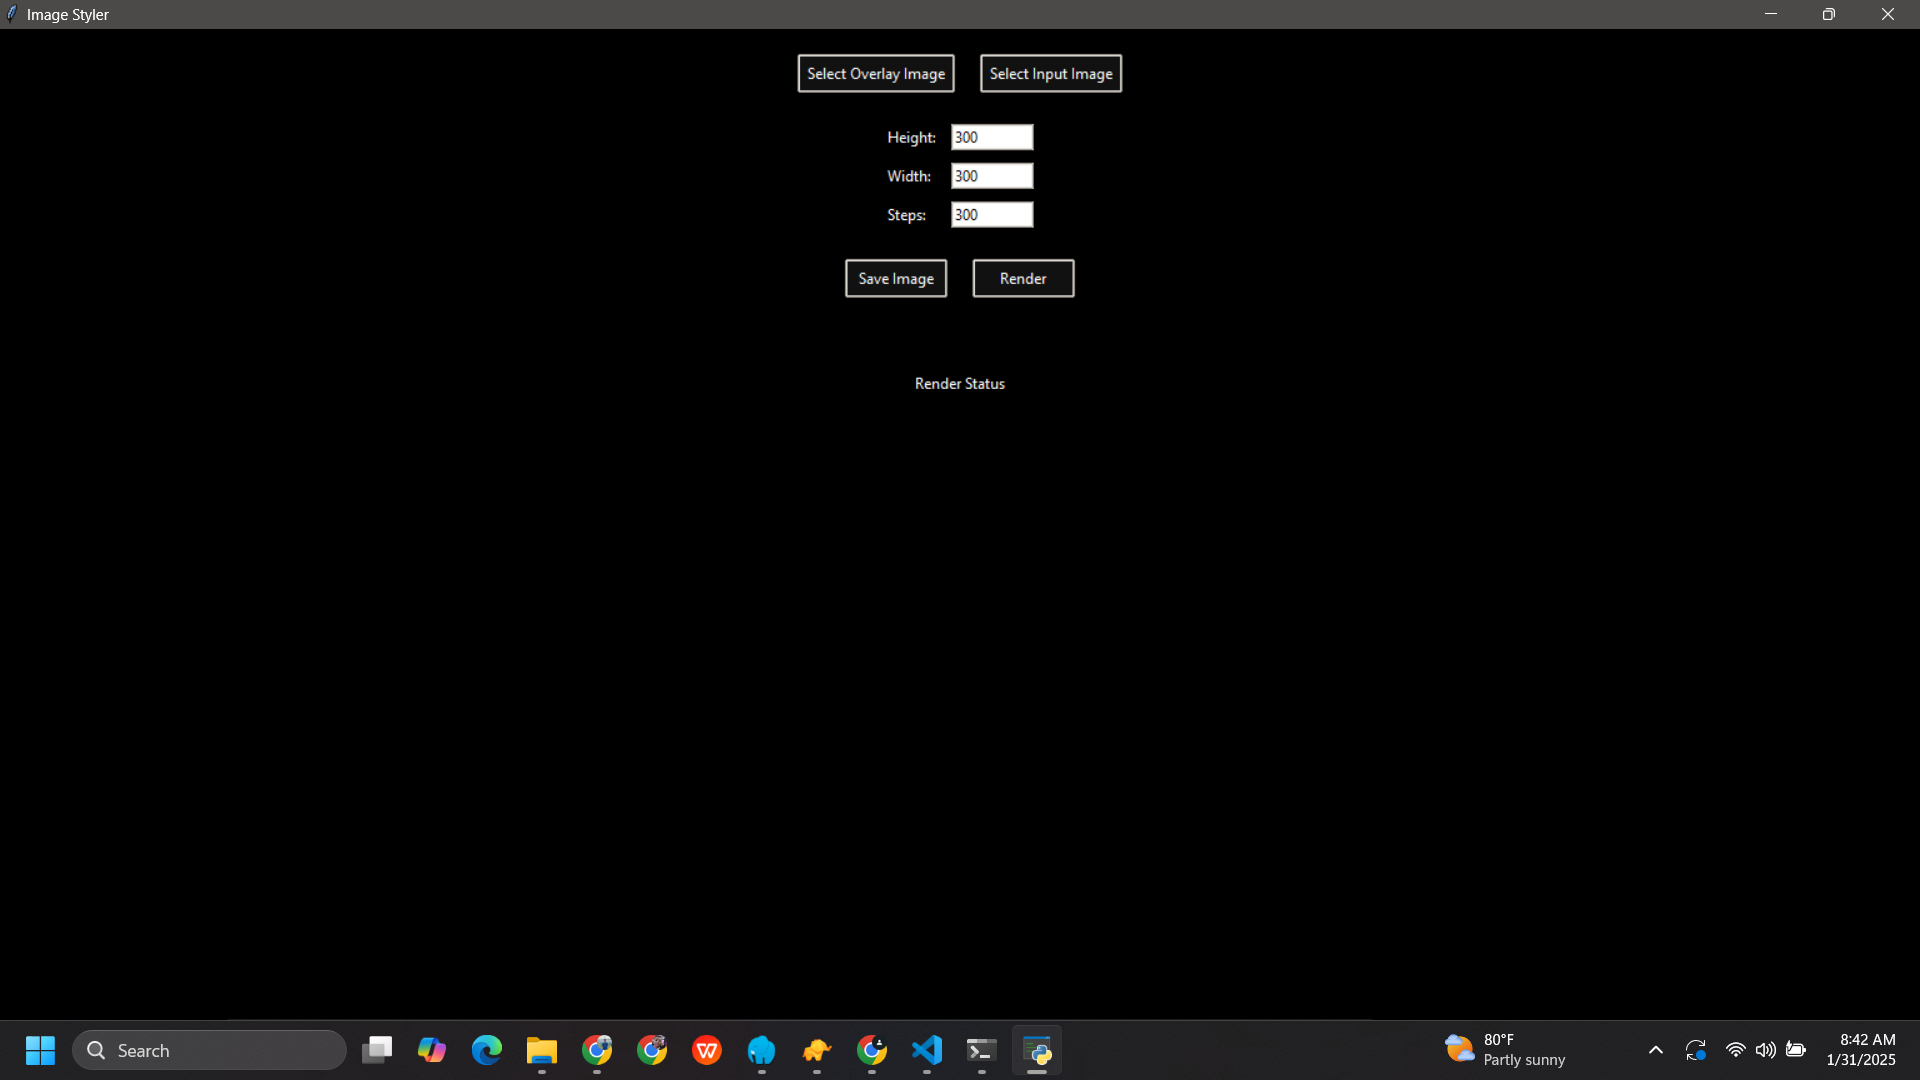 Image Styler
Select Overlay Image Select Input Image
Height: 300
Width: 300
Steps: 300
Save Image Render
Render Status
Search
80°F
Partly sunny
8:42 AM
1/31/2025